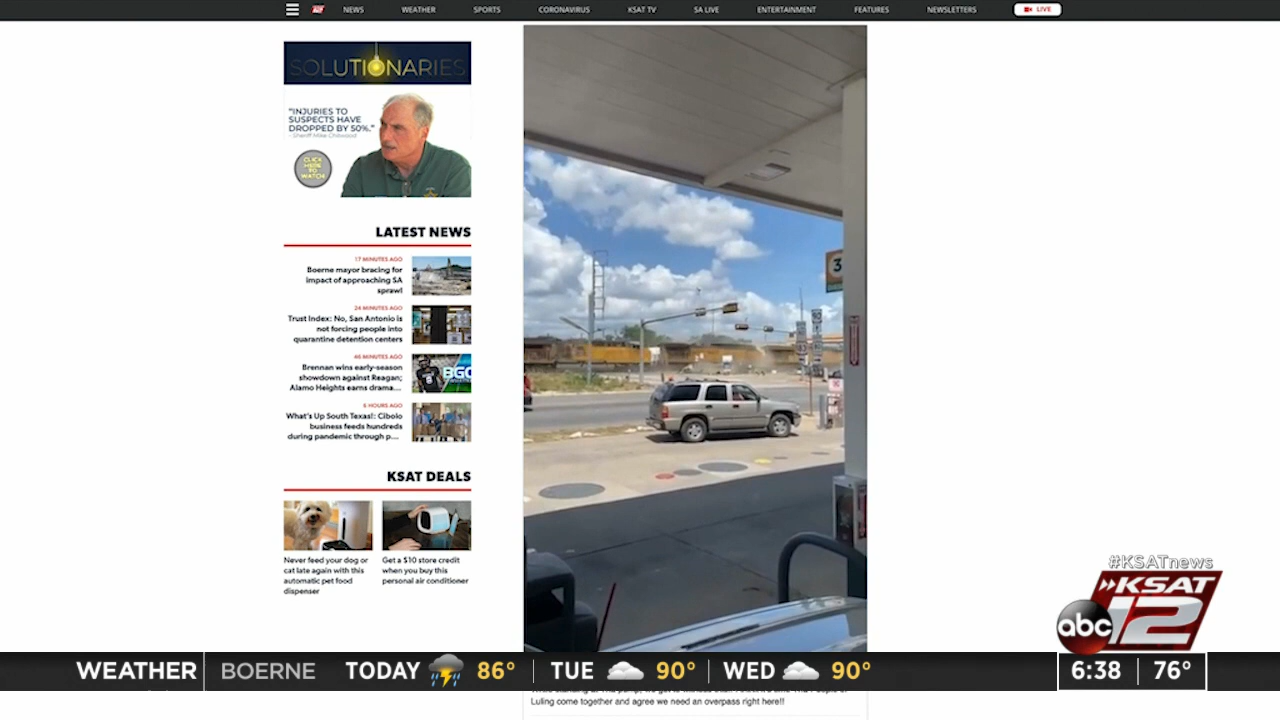 NEWS WEATHER SPORTS CORONAVIRUS KSAT TV SA LIVE ENTERTAINMENT FEATURES NEWSLETTERS LIVE
SOLUTIONARIES
"INJURIES TO
SUSPECTS HAVE
DROPPED BY 50%."
- Sheriff Mike Chitwood
CLICK
HERE
TO
WATCH
LATEST NEWS
17 MINUTES AGO
Boerne mayor bracing for
impact of approaching SA
sprawl
24 MINUTES AGO
Trust Index: No, San Antonio is
not forcing people into
quarantine detention centers
46 MINUTES AGO
Brennan wins early-season
showdown against Reagan;
Alamo Heights earns drama...
BGC
6 HOURS AGO
What's Up South Texas!: Cibolo
business feeds hundreds
during pandemic through p...
KSAT DEALS
Never feed your dog or
cat late again with this
automatic pet food
dispenser
Get a $10 store credit
when you buy this
personal air conditioner
3
#KSATnews
KSAT
abc 12
WEATHER BOERNE TODAY 86° TUE 90° WED 90° 6:38 76°
Luling come together and agree we need an overpass right here!!